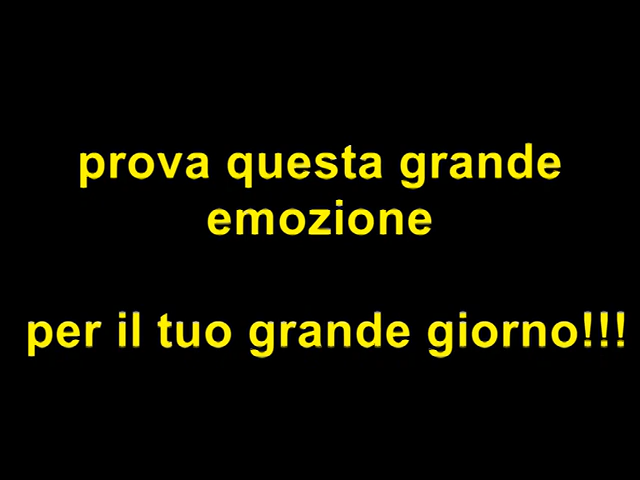 prova questa grande
emozione
per il tuo grande giorno!!!